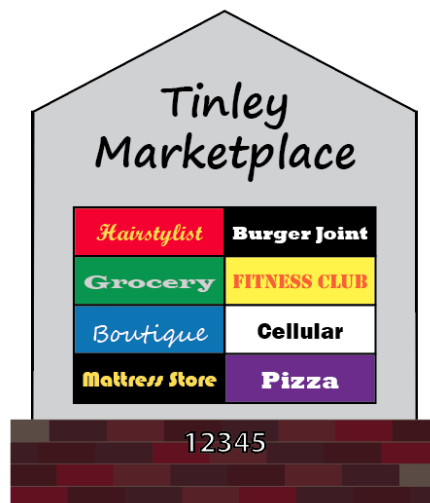 Tinley
Marketplace
Hairstylist Burger Joint
Grocery FITNESS CLUB
Boutique Cellular
Mattress Store Pizza
12345